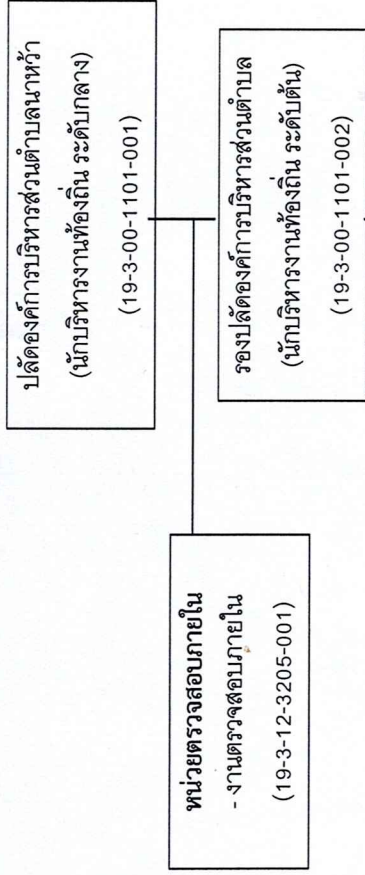 ปลัดองค์การบริหารส่วนตำบลนาหว้า
(นักบริหารงานท้องถิ่น ระดับกลาง)
(19-3-00-1101-001)
รองปลัดองค์การบริหารส่วนตำบล
(นักบริหารงานท้องถิ่น ระดับต้น)
(19-3-00-1101-002)
หน่วยตรวจสอบภายใน
- งานตรวจสอบภายใน
(19-3-12-3205-001)